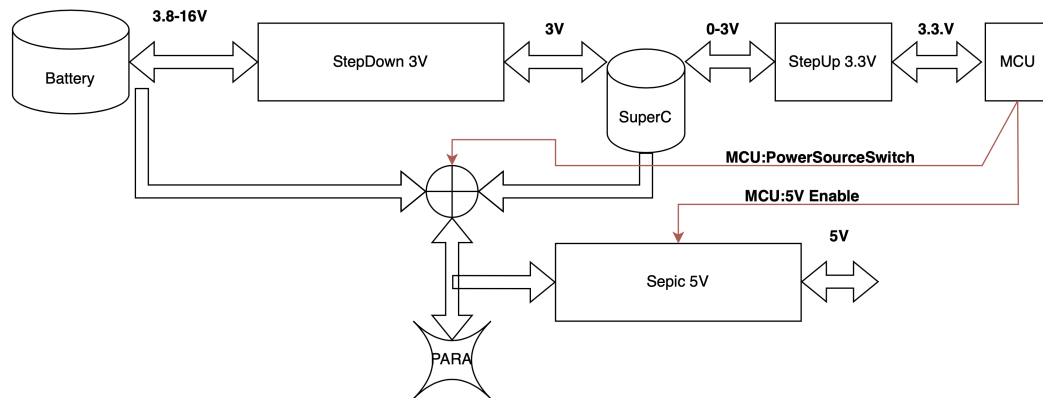 3.8-16V
3V
0-3V
3.3.V
Battery
StepDown 3V
SuperC
StepUp 3.3V
MCU
MCU:PowerSourceSwitch
MCU:5V Enable
5V
Sepic 5V
PARA